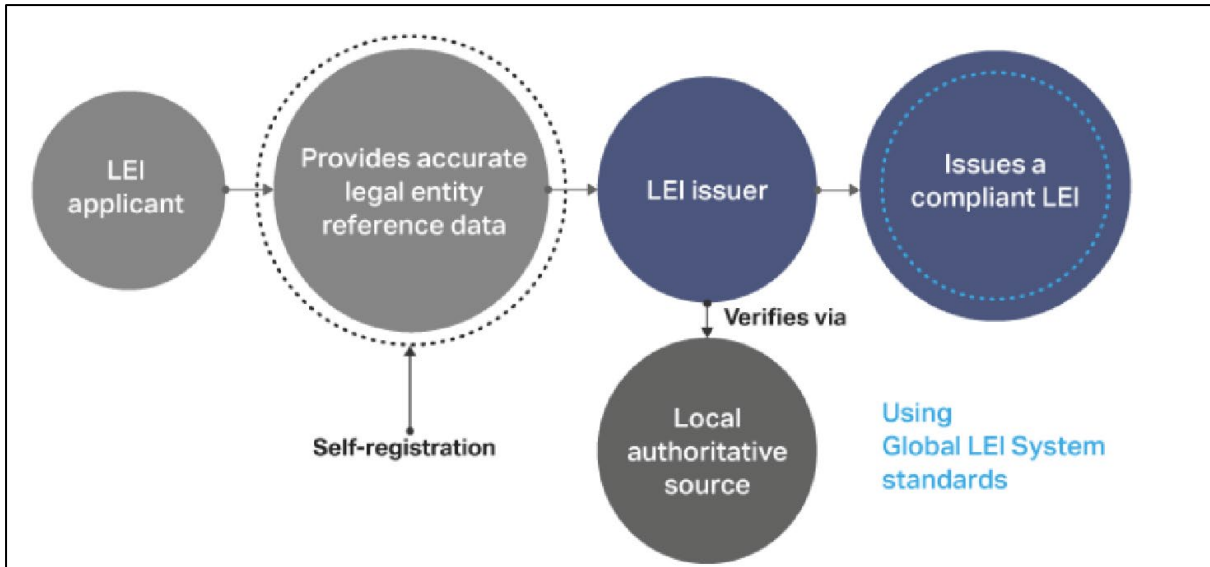 LEI
applicant
Provides accurate
legal entity
reference data
LEI issuer
Issues a
compliant LEI
Verifies via
Self-registration
Local
authoritative
source
Using
Global LEI System
standards